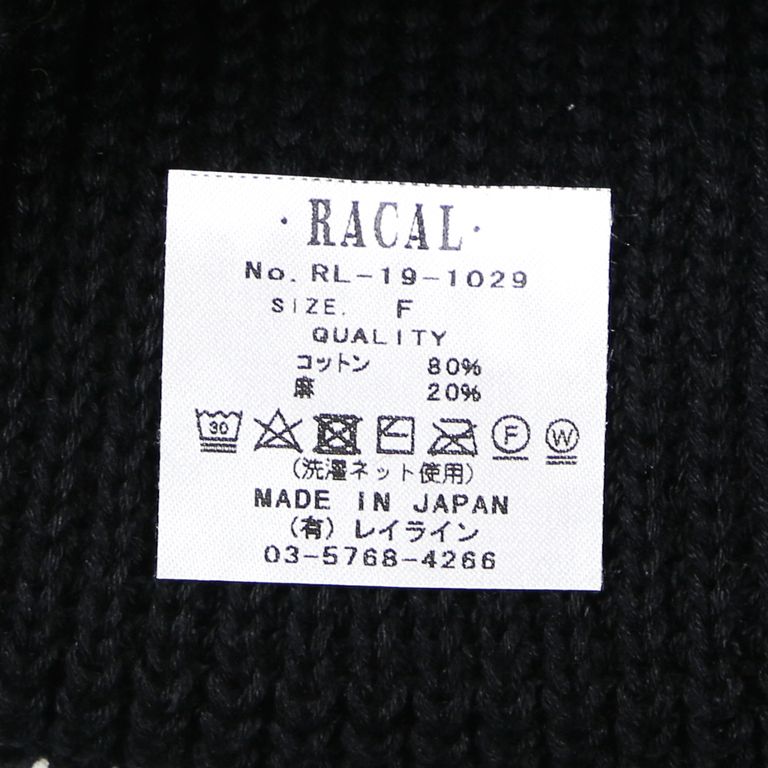 ・RACAL・
No. RL-19-1029
SIZE. F
QUALITY
コットン 80%
麻 20%
30 F W
(洗濯ネット使用)
MADE IN JAPAN
(有) レイライン
03-5768-4266